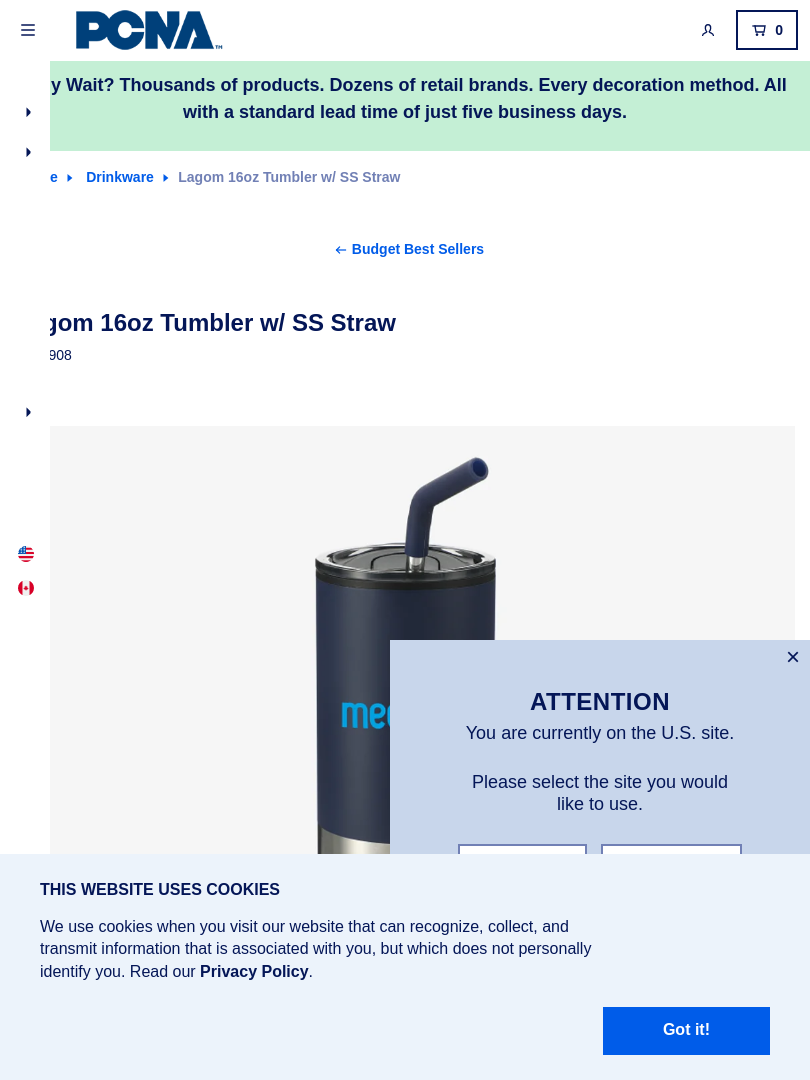 PCNA™
0
y Wait? Thousands of products. Dozens of retail brands. Every decoration method. All
with a standard lead time of just five business days.
e Drinkware Lagom 16oz Tumbler w/ SS Straw
← Budget Best Sellers
gom 16oz Tumbler w/ SS Straw
908
ATTENTION
You are currently on the U.S. site.
Please select the site you would
like to use.
THIS WEBSITE USES COOKIES
We use cookies when you visit our website that can recognize, collect, and
transmit information that is associated with you, but which does not personally
identify you. Read our Privacy Policy.
Got it!